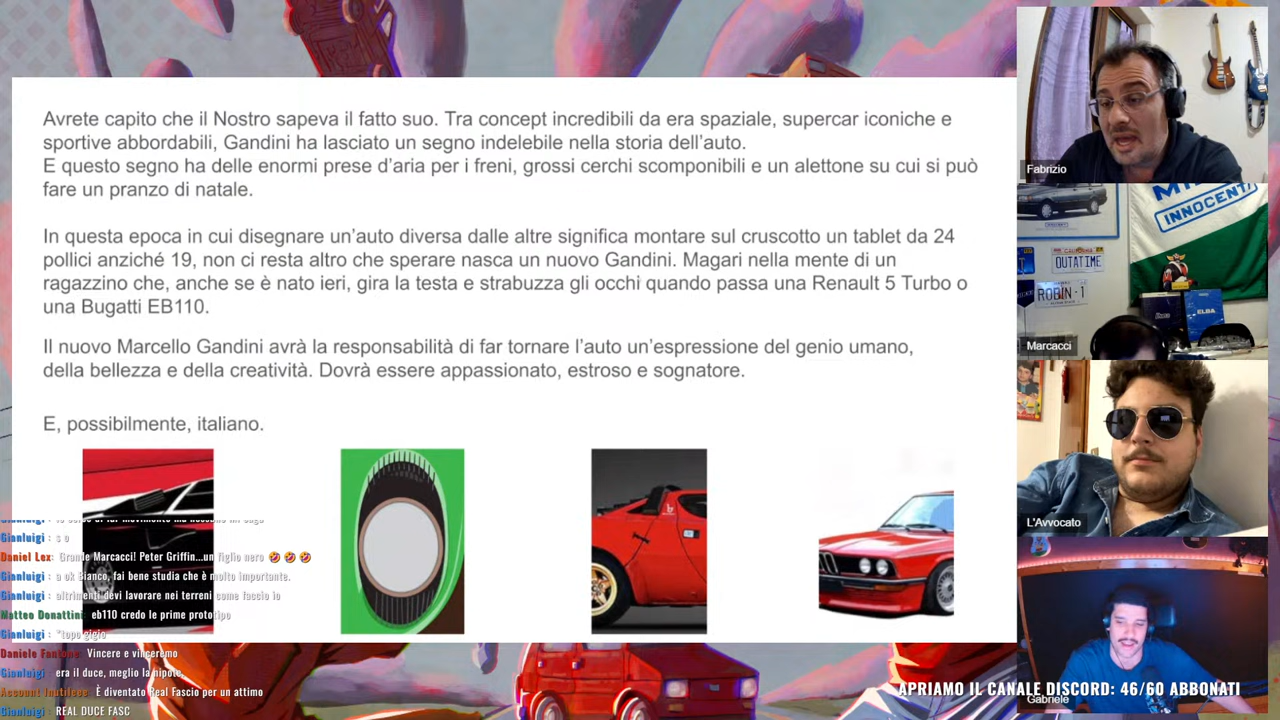 Avrete capito che il Nostro sapeva il fatto suo. Tra concept incredibili da era spaziale, supercar iconiche e
sportive abbordabili, Gandini ha lasciato un segno indelebile nella storia dell'auto.
E questo segno ha delle enormi prese d'aria per i freni, grossi cerchi scomponibili e un alettone su cui si può
fare un pranzo di natale.
In questa epoca in cui disegnare un auto diversa dalle altre significa montare sul cruscotto un tablet da 24
pollici anziché 19, non ci resta altro che sperare nasca un nuovo Gandini. Magari nella mente di un
ragazzino che, anche se è nato ieri, gira la testa e strabuzza gli occhi quando passa una Renault 5 Turbo o
una Bugatti EB110.
Il nuovo Marcello Gandini avrà la responsabilità di far tornare l'auto un'espressione del genio umano,
della bellezza e della creatività. Dovrà essere appassionato, estroso e sognatore.
E, possibilmente, italiano.
Gianluigi : s o
Daniel Lex: Grande Marcacci! Peter Griffin...un figlio nero 🤣 🤣 🤣
Gianluigi : a ok Bianco, fai bene studia che è molto importante.
Gianluigi : altrimenti devi lavorare nei terreni come faccio io
Matteo Donattini: eb110 credo le prime prototipo
Gianluigi : *topo gigio
Daniele Fantone: Vincere e vinceremo
Gianluigi : era il duce, meglio la nipote,
Account Inutilcee : È diventato Real Fascio per un attimo
Gianluigi : REAL DUCE FASC
Fabrizio
INNOCENTI
CALIFORNIA
OUTATIME
ROBIN-1
ELBA
Marcacci
L'Avvocato
Gabriele
APRIAMO IL CANALE DISCORD: 46/60 ABBONATI